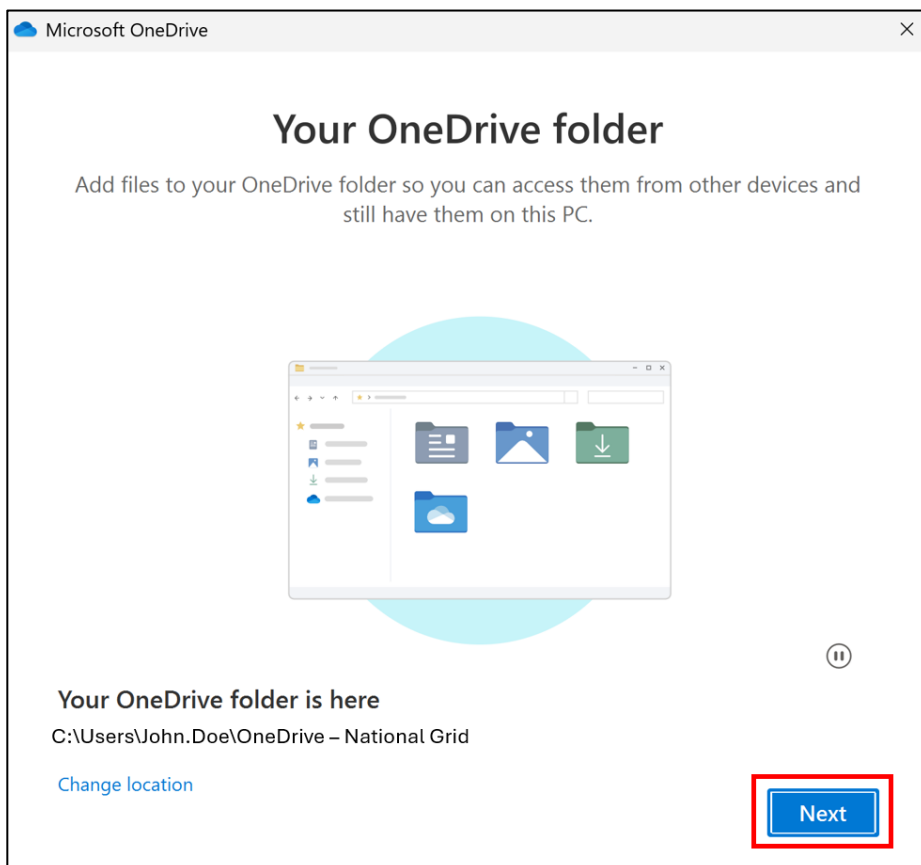 Microsoft OneDrive
Your OneDrive folder
Add files to your OneDrive folder so you can access them from other devices and
still have them on this PC.
Your OneDrive folder is here
C:\Users\John.Doe\OneDrive – National Grid
Change location
Next